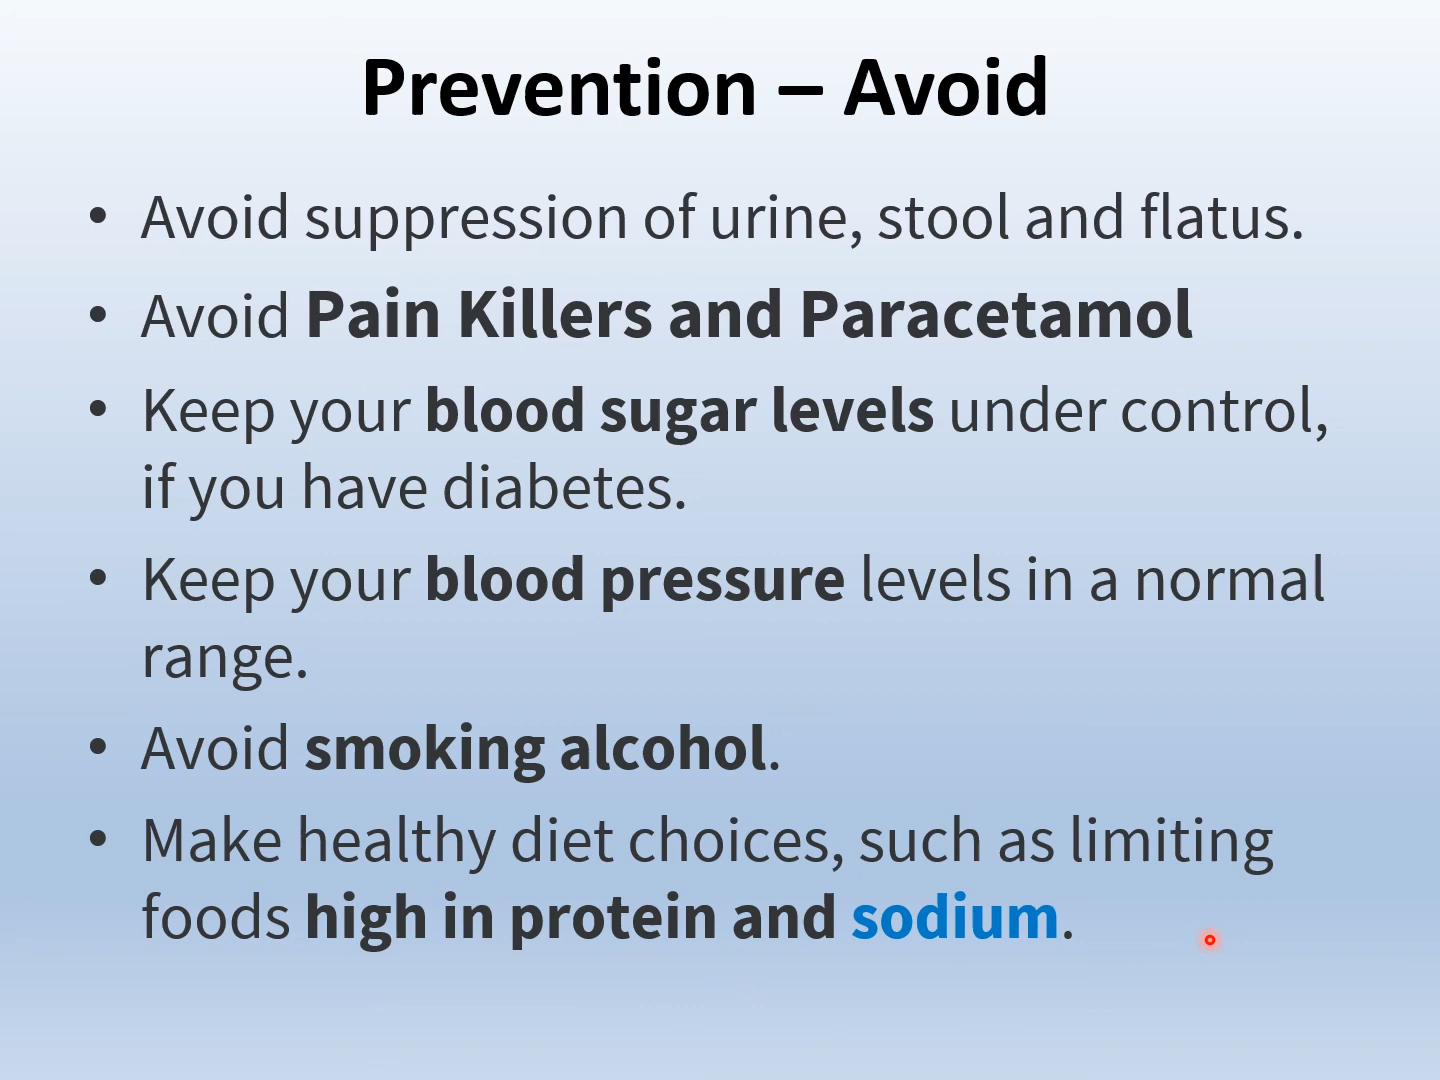 Prevention – Avoid
• Avoid suppression of urine, stool and flatus.
• Avoid Pain Killers and Paracetamol
• Keep your blood sugar levels under control,
if you have diabetes.
• Keep your blood pressure levels in a normal
range.
• Avoid smoking alcohol.
• Make healthy diet choices, such as limiting
foods high in protein and sodium.